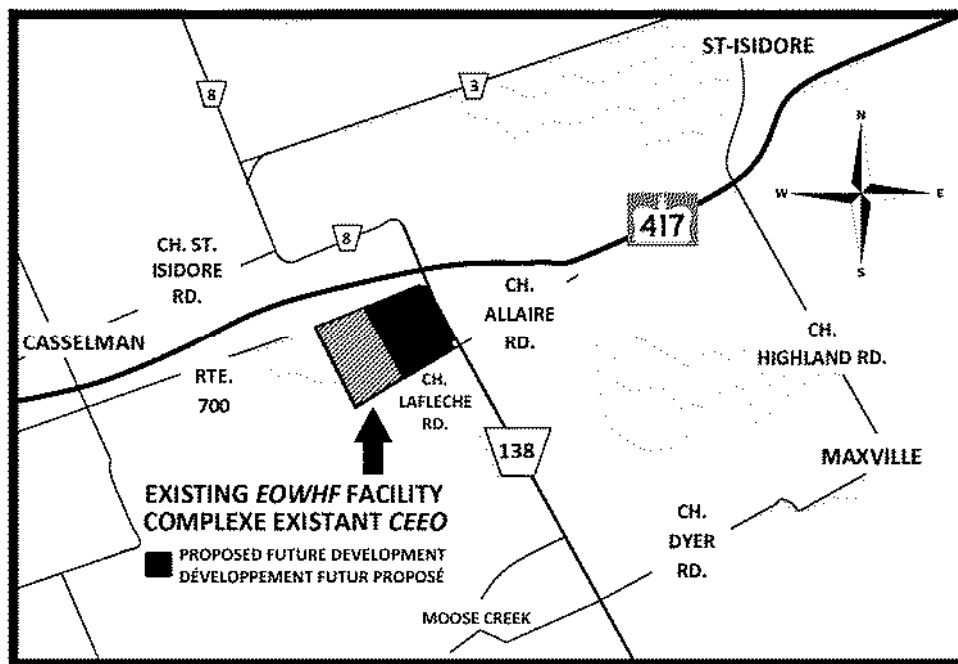 ST-ISIDORE
8
3
N
W
E
S
417
8
CH. ST.
ISIDORE
RD.
CH.
ALLAIRE
RD.
CASSELMAN
CH.
HIGHLAND RD.
RTE.
700
CH.
LAFLECHE
RD.
138
MAXVILLE
EXISTING EOWHF FACILITY
COMPLEXE EXISTANT CEEO
PROPOSED FUTURE DEVELOPMENT
DÉVELOPPEMENT FUTUR PROPOSÉ
CH.
DYER
RD.
MOOSE CREEK